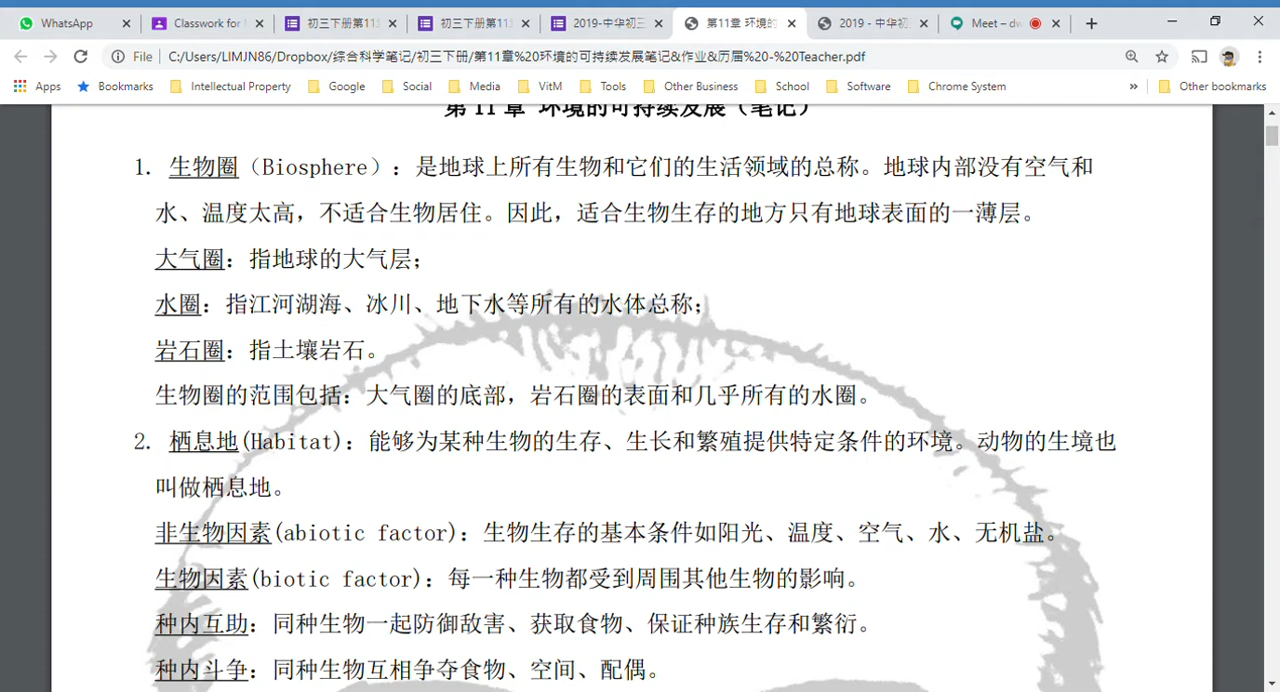 WhatsApp
Classwork for
初三下册第11
初三下册第11
2019-中华初三
第11章 环境的
2019 - 中华初
Meet – dw
File
C:/Users/LIMJN86/Dropbox/综合科学笔记/初三下册/第11章%20环境的可持续发展笔记&作业&历届%20-%20Teacher.pdf
Apps
Bookmarks
Intellectual Property
Google
Social
Media
VitM
Tools
Other Business
School
Software
Chrome System
»
Other bookmarks
第 11 章 环境的可持续发展（笔记）
1. 生物圈（Biosphere）：是地球上所有生物和它们的生活领域的总称。地球内部没有空气和
水、温度太高，不适合生物居住。因此，适合生物生存的地方只有地球表面的一薄层。
大气圈：指地球的大气层；
水圈：指江河湖海、冰川、地下水等所有的水体总称；
岩石圈：指土壤岩石。
生物圈的范围包括：大气圈的底部，岩石圈的表面和几乎所有的水圈。
2. 栖息地(Habitat)：能够为某种生物的生存、生长和繁殖提供特定条件的环境。动物的生境也
叫做栖息地。
非生物因素(abiotic factor)：生物生存的基本条件如阳光、温度、空气、水、无机盐。
生物因素(biotic factor)：每一种生物都受到周围其他生物的影响。
种内互助：同种生物一起防御敌害、获取食物、保证种族生存和繁衍。
种内斗争：同种生物互相争夺食物、空间、配偶。